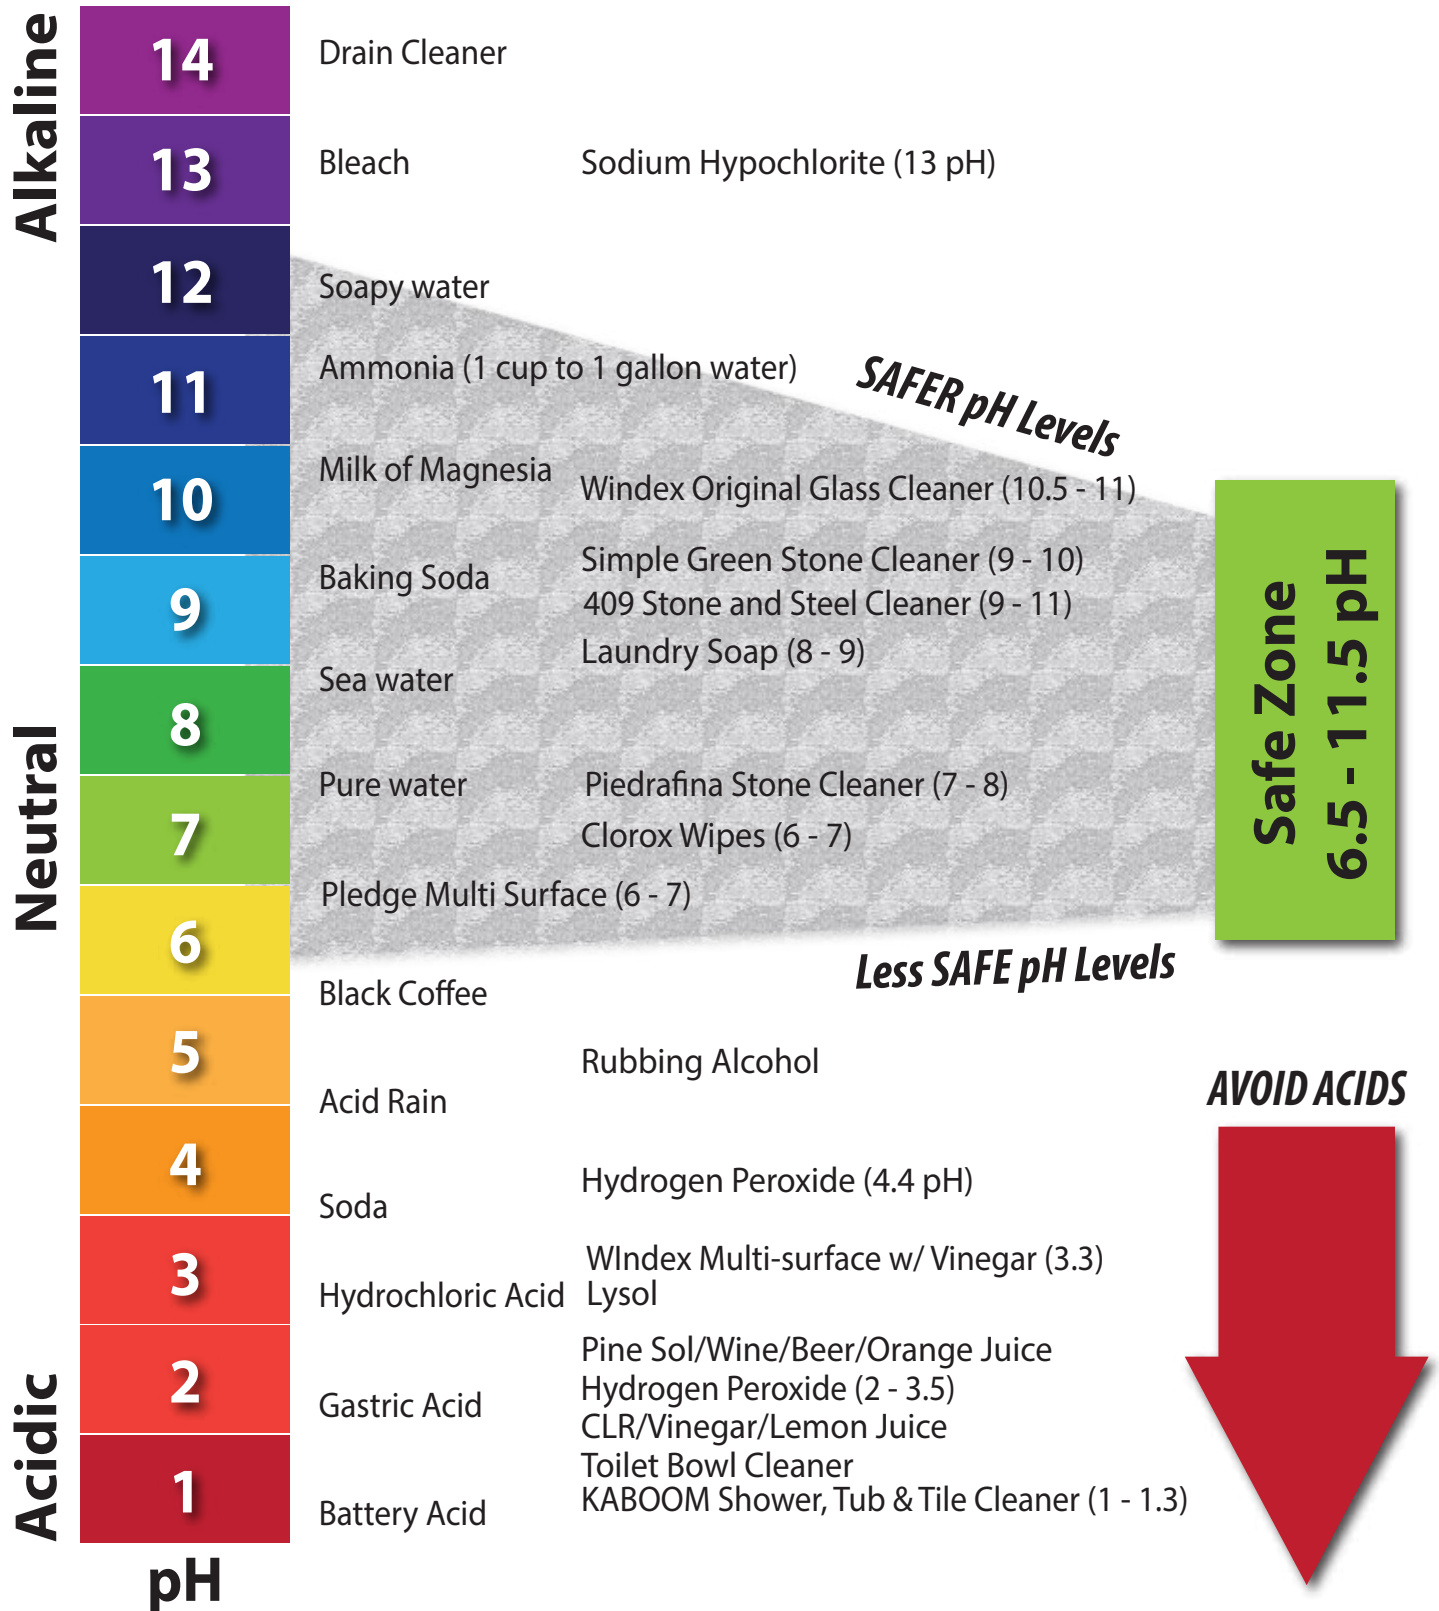 Alkaline
Neutral
Acidic
14
Drain Cleaner
13
Bleach
Sodium Hypochlorite (13 pH)
12
Soapy water
11
Ammonia (1 cup to 1 gallon water)
SAFER pH Levels
10
Milk of Magnesia
Windex Original Glass Cleaner (10.5 - 11)
9
Baking Soda
Simple Green Stone Cleaner (9 - 10)
409 Stone and Steel Cleaner (9 - 11)
Laundry Soap (8 - 9)
8
Sea water
7
Pure water
Piedrafina Stone Cleaner (7 - 8)
Clorox Wipes (6 - 7)
Safe Zone
6.5 - 11.5 pH
6
Pledge Multi Surface (6 - 7)
Less SAFE pH Levels
Black Coffee
5
Rubbing Alcohol
AVOID ACIDS
Acid Rain
4
Hydrogen Peroxide (4.4 pH)
Soda
3
WIndex Multi-surface w/ Vinegar (3.3)
Hydrochloric Acid
Lysol
2
Pine Sol/Wine/Beer/Orange Juice
Hydrogen Peroxide (2 - 3.5)
Gastric Acid
CLR/Vinegar/Lemon Juice
1
Toilet Bowl Cleaner
KABOOM Shower, Tub & Tile Cleaner (1 - 1.3)
Battery Acid
pH